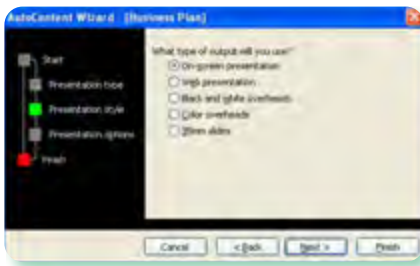 AutoContent Wizard - [Business Plan]
Start
Presentation type
Presentation style
Presentation options
Finish
What type of output will you use?
On-screen presentation
Web presentation
Black and white overheads
Color overheads
35mm slides
Cancel
< Back
Next >
Finish